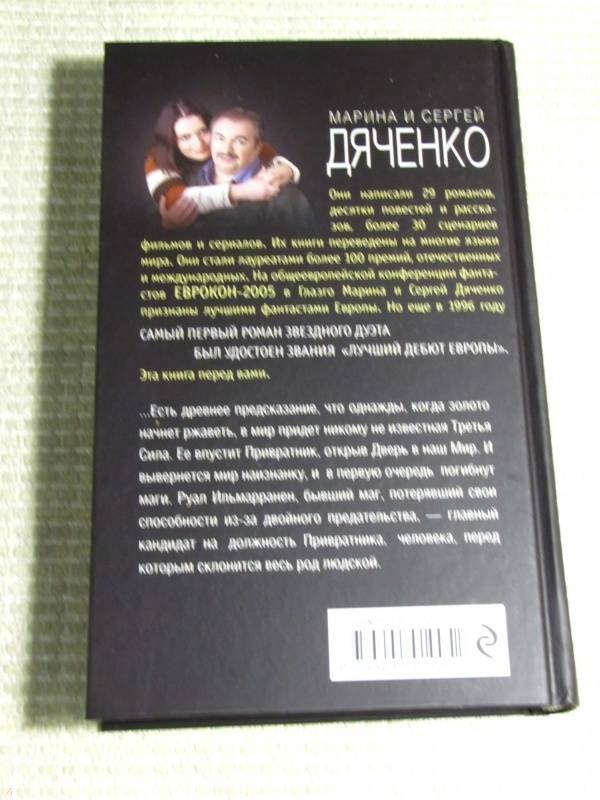 МАРИНА И СЕРГЕЙ
ДЯЧЕНКО
Они написали 29 романов,
десятки повестей и расска-
зов, более 30 сценариев
фильмов и сериалов. Их книги переведены на многие языки
мира. Они стали лауреатами более 100 премий, отечественных
и международных. На общеевропейской конференции фанта-
стов ЕВРОКОН-2005 в Глазго Марина и Сергей Дяченко
признаны лучшими фантастами Европы. Но еще в 1996 году
САМЫЙ ПЕРВЫЙ РОМАН ЗВЕЗДНОГО ДУЭТА
БЫЛ УДОСТОЕН ЗВАНИЯ «ЛУЧШИЙ ДЕБЮТ ЕВРОПЫ».
Эта книга перед вами.
...Есть древнее предсказание, что однажды, когда золото
начнет ржаветь, в мир придет никому не известная Третья
Сила. Ее впустит Привратник, открыв Дверь в наш Мир. И
вывернется мир наизнанку, и в первую очередь погибнут
маги. Руал Ильмарранен, бывший маг, потерявший свои
способности из-за двойного предательства, — главный
кандидат на должность Привратника, человека, перед
которым склонится весь род людской.